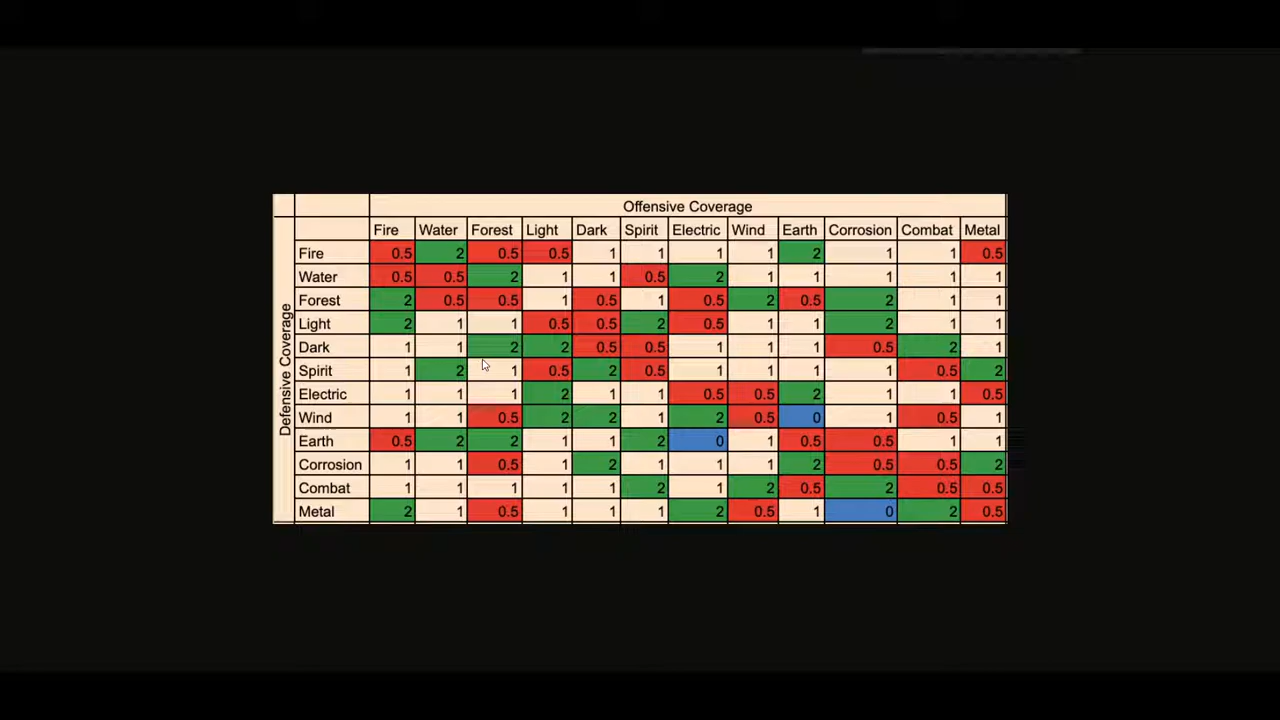 Offensive Coverage
Fire Water Forest Light Dark Spirit Electric Wind Earth Corrosion Combat Metal
Defensive Coverage
Fire 0.5 2 0.5 0.5 1 1 1 1 2 1 1 0.5
Water 0.5 0.5 2 1 1 0.5 2 1 1 1 1 1
Forest 2 0.5 0.5 1 0.5 1 0.5 2 0.5 2 1 1
Light 2 1 1 0.5 0.5 2 0.5 1 1 2 1 1
Dark 1 1 2 2 0.5 0.5 1 1 1 0.5 2 1
Spirit 1 2 1 0.5 2 0.5 1 1 1 1 0.5 2
Electric 1 1 1 2 1 1 0.5 0.5 2 1 1 0.5
Wind 1 1 0.5 2 2 1 2 0.5 0 1 0.5 1
Earth 0.5 2 2 1 1 2 0 1 0.5 0.5 1 1
Corrosion 1 1 0.5 1 2 1 1 1 2 0.5 0.5 2
Combat 1 1 1 1 1 2 1 2 0.5 2 0.5 0.5
Metal 2 1 0.5 1 1 1 2 0.5 1 0 2 0.5